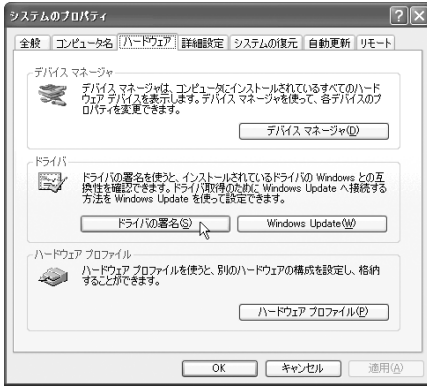 システムのプロパティ
全般 コンピュータ名 ハードウェア 詳細設定 システムの復元 自動更新 リモート
デバイス マネージャ
デバイス マネージャは、コンピュータにインストールされているすべてのハード
ウェア デバイスを表示します。デバイス マネージャを使って、各デバイスのプ
ロパティを変更できます。
デバイス マネージャ(D)
ドライバ
ドライバの署名を使うと、インストールされているドライバの Windows との互
換性を確認できます。ドライバ取得のために Windows Update へ接続する
方法を Windows Update を使って設定できます。
ドライバの署名(S) Windows Update(W)
ハードウェア プロファイル
ハードウェア プロファイルを使うと、別のハードウェアの構成を設定し、格納
することができます。
ハードウェア プロファイル(P)
OK キャンセル 適用(A)